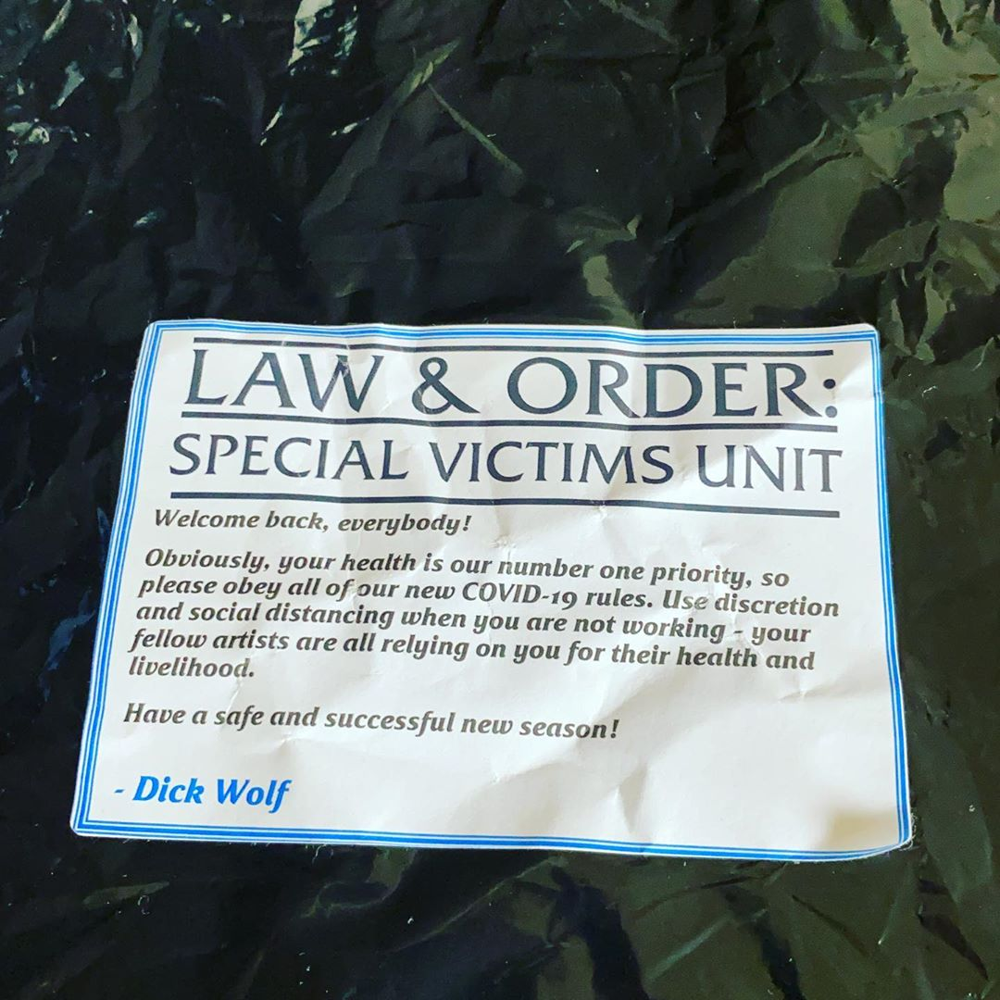 LAW & ORDER:
SPECIAL VICTIMS UNIT
Welcome back, everybody!
Obviously, your health is our number one priority, so
please obey all of our new COVID-19 rules. Use discretion
and social distancing when you are not working - your
fellow artists are all relying on you for their health and
livelihood.
Have a safe and successful new season!
- Dick Wolf